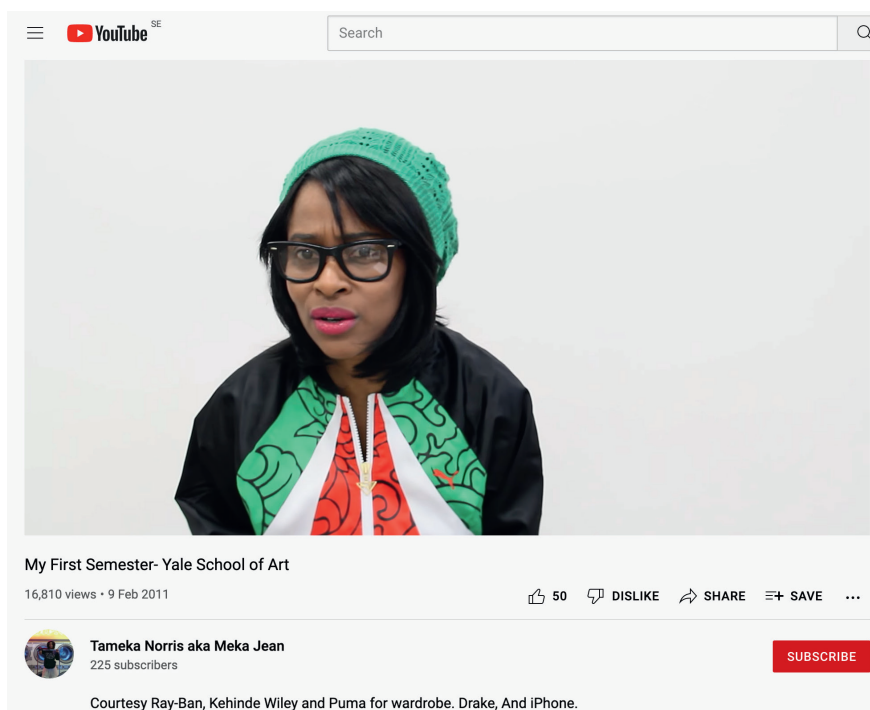 YouTube SE
Search
My First Semester- Yale School of Art
16,810 views • 9 Feb 2011
50 DISLIKE SHARE SAVE
Tameka Norris aka Meka Jean
225 subscribers
SUBSCRIBE
Courtesy Ray-Ban, Kehinde Wiley and Puma for wardrobe. Drake, And iPhone.